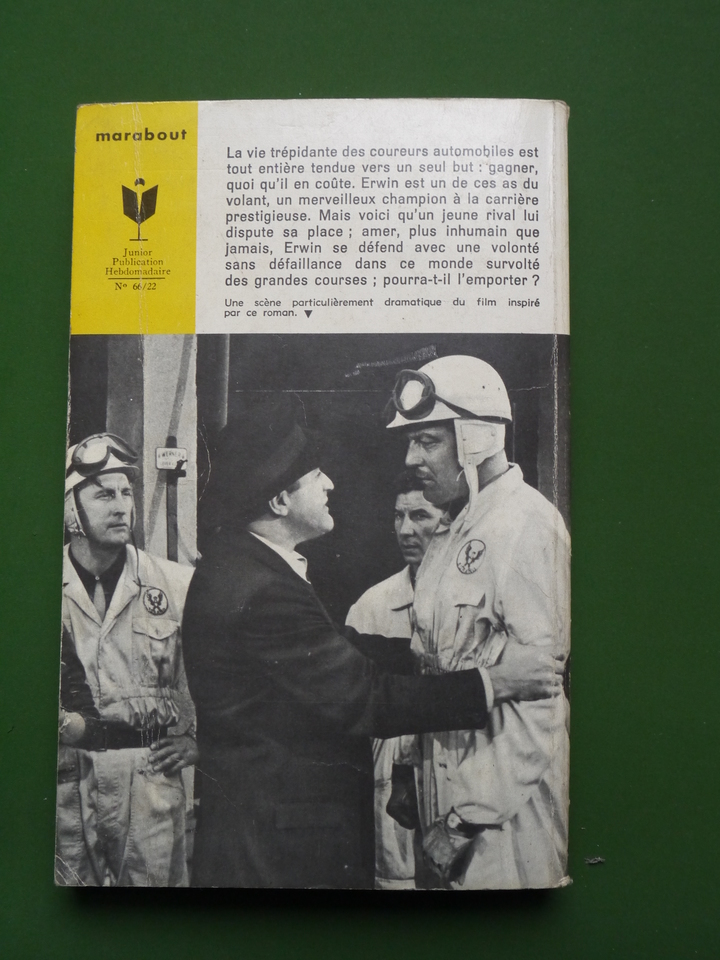 marabout
Junior
Publication
Hebdomadaire
Nº 66/22
La vie trépidante des coureurs automobiles est
tout entière tendue vers un seul but : gagner,
quoi qu'il en coûte. Erwin est un de ces as du
volant, un merveilleux champion à la carrière
prestigieuse. Mais voici qu'un jeune rival lui
dispute sa place ; amer, plus inhumain que
jamais, Erwin se défend avec une volonté
sans défaillance dans ce monde survolté
des grandes courses ; pourra-t-il l'emporter ?
Une scène particulièrement dramatique du film inspiré
par ce roman. ▼